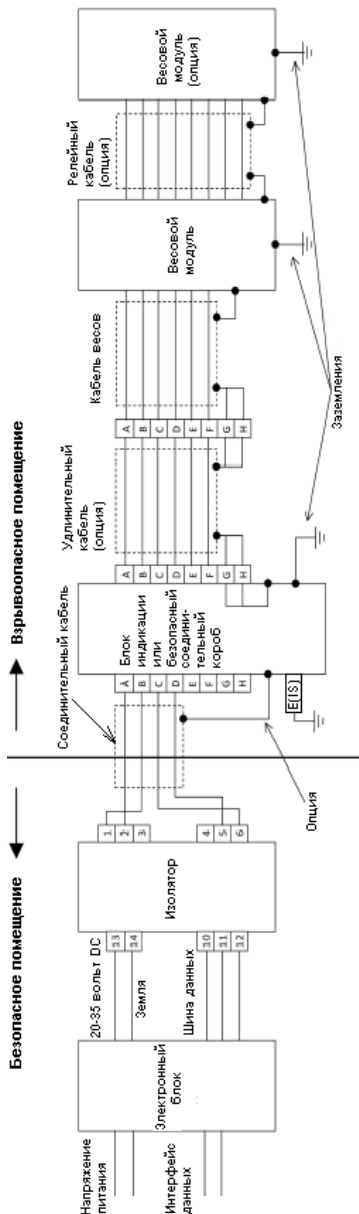 Безопасное помещение
Взрывоопасное помещение
Напряжение
питания
Интерфейс
данных
Электронный
блок
20-35 вольт DC
Земля
Шина данных
13
14
10
11
12
Изолятор
1
2
3
4
5
6
Соединительный кабель
Опция
A
B
C
D
E
F
G
H
Блок
индикации
или
безопасный
соедини-
тельный
короб
E(IS)
A
B
C
D
E
F
G
H
Удлинительный
кабель
(опция)
A
B
C
D
E
F
G
H
Кабель весов
Весовой
модуль
Релейный
кабель
(опция)
Весовой
модуль
(опция)
Заземления